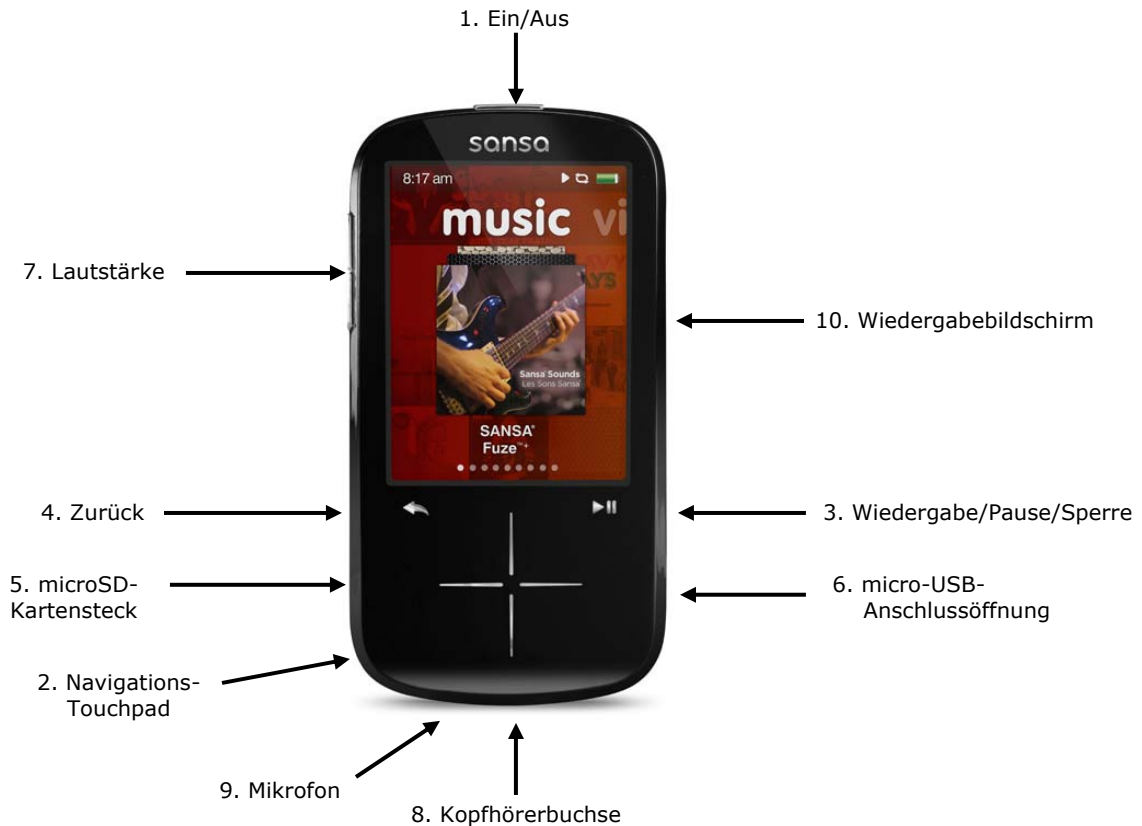 1. Ein/Aus
sansa
8:17 am
music vi
7. Lautstärke
10. Wiedergabebildschirm
Sansa Sounds
Les Sons Sansa
SANSA®
Fuze™+
4. Zurück
3. Wiedergabe/Pause/Sperre
5. microSD-
Kartensteck
6. micro-USB-
Anschlussöffnung
2. Navigations-
Touchpad
9. Mikrofon
8. Kopfhörerbuchse